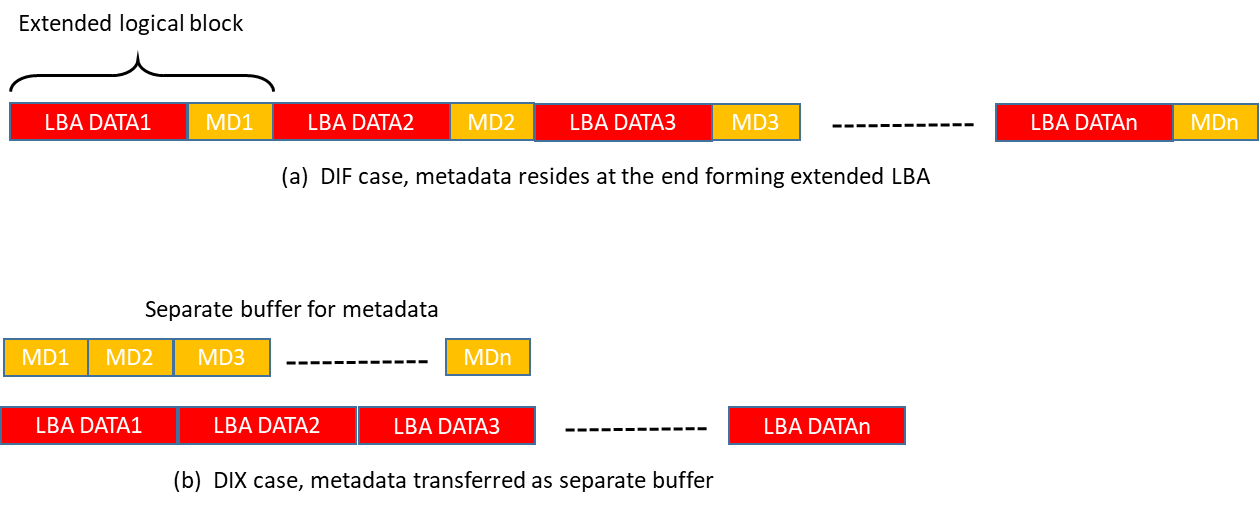 Extended logical block
LBA DATA1 MD1 LBA DATA2 MD2 LBA DATA3 MD3 LBA DATAn MDn
(a) DIF case, metadata resides at the end forming extended LBA
Separate buffer for metadata
MD1 MD2 MD3 MDn
LBA DATA1 LBA DATA2 LBA DATA3 LBA DATAn
(b) DIX case, metadata transferred as separate buffer